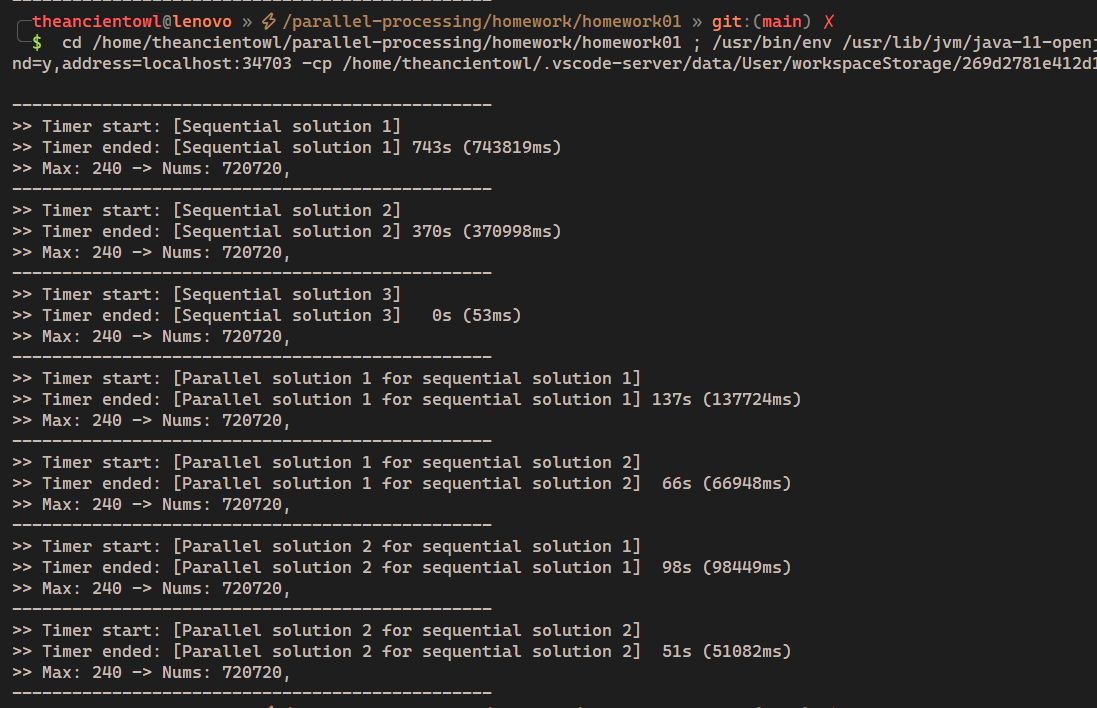 theancientowl@lenovo » ⚡ /parallel-processing/homework/homework01 » git:(main) ✗
$ cd /home/theancientowl/parallel-processing/homework/homework01 ; /usr/bin/env /usr/lib/jvm/java-11-openj
nd=y,address=localhost:34703 -cp /home/theancientowl/.vscode-server/data/User/workspaceStorage/269d2781e412d1
------------------------------------------------
>> Timer start: [Sequential solution 1]
>> Timer ended: [Sequential solution 1] 743s (743819ms)
>> Max: 240 -> Nums: 720720,
------------------------------------------------
>> Timer start: [Sequential solution 2]
>> Timer ended: [Sequential solution 2] 370s (370998ms)
>> Max: 240 -> Nums: 720720,
------------------------------------------------
>> Timer start: [Sequential solution 3]
>> Timer ended: [Sequential solution 3]   0s (53ms)
>> Max: 240 -> Nums: 720720,
------------------------------------------------
>> Timer start: [Parallel solution 1 for sequential solution 1]
>> Timer ended: [Parallel solution 1 for sequential solution 1] 137s (137724ms)
>> Max: 240 -> Nums: 720720,
------------------------------------------------
>> Timer start: [Parallel solution 1 for sequential solution 2]
>> Timer ended: [Parallel solution 1 for sequential solution 2]  66s (66948ms)
>> Max: 240 -> Nums: 720720,
------------------------------------------------
>> Timer start: [Parallel solution 2 for sequential solution 1]
>> Timer ended: [Parallel solution 2 for sequential solution 1]  98s (98449ms)
>> Max: 240 -> Nums: 720720,
------------------------------------------------
>> Timer start: [Parallel solution 2 for sequential solution 2]
>> Timer ended: [Parallel solution 2 for sequential solution 2]  51s (51082ms)
>> Max: 240 -> Nums: 720720,
------------------------------------------------